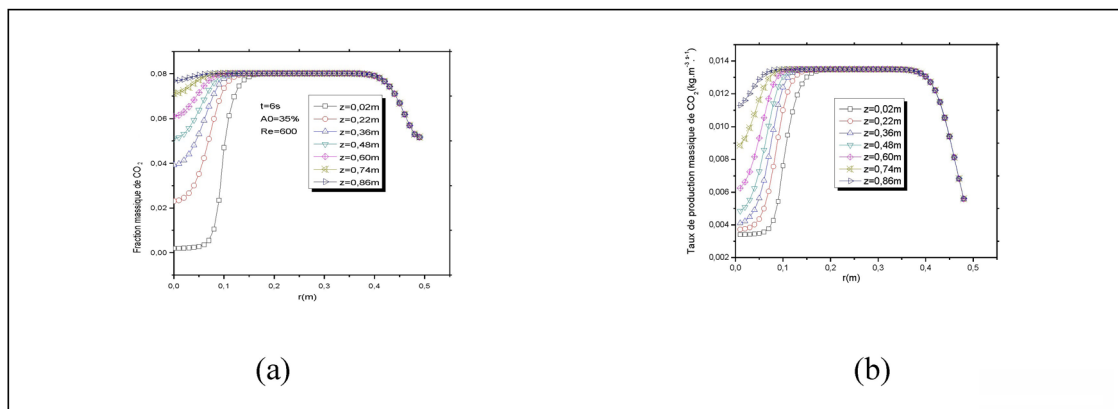 Fraction massique de CO2
0,08
0,06
0,04
0,02
0,00
t=6s
A0=35%
Re=600
z=0,02m
z=0,22m
z=0,36m
z=0,48m
z=0,60m
z=0,74m
z=0,86m
0,0 0,1 0,2 0,3 0,4 0,5
r(m)
(a)
Taux de production massique de CO2(kg.m-3 s-1).
0,014
0,012
0,010
0,008
0,006
0,004
0,002
z=0,02m
z=0,22m
z=0,36m
z=0,48m
z=0,60m
z=0,74m
z=0,86m
0,0 0,1 0,2 0,3 0,4 0,5
r(m)
(b)